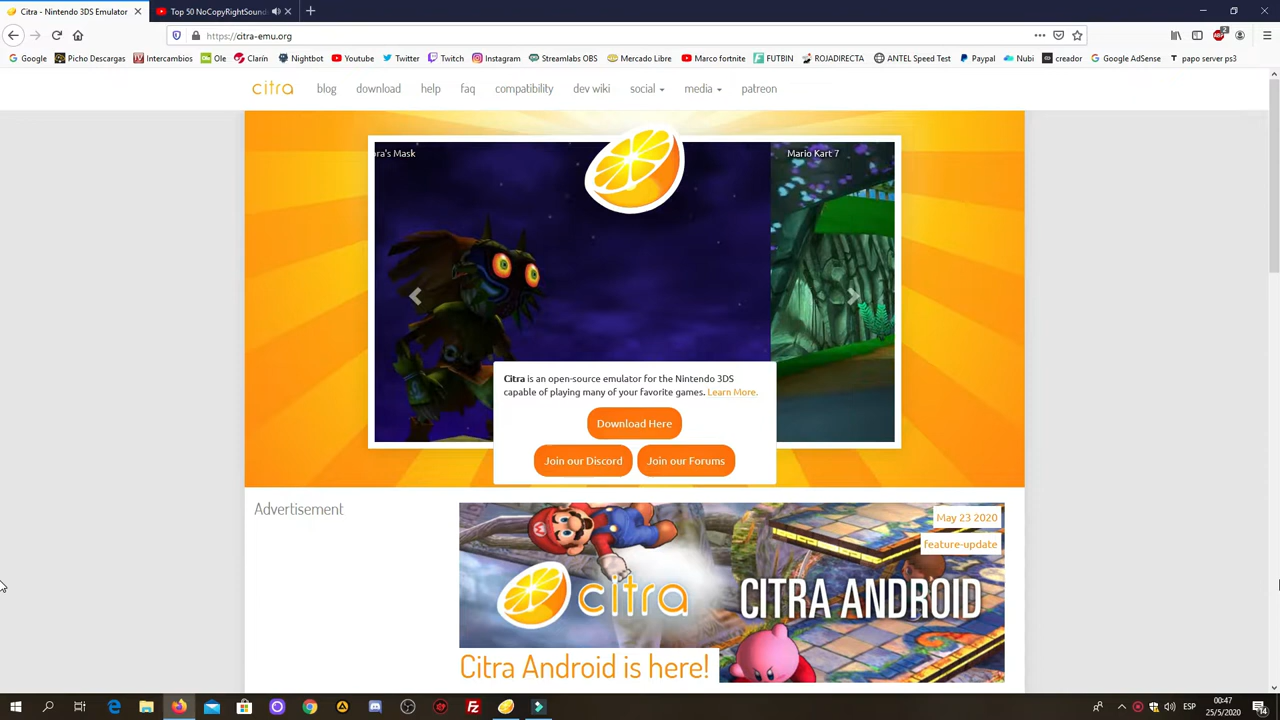 Citra - Nintendo 3DS Emulator
Top 50 NoCopyRightSound
https://citra-emu.org
2
Google
Picho Descargas
Intercambios
Ole
Clarín
Nightbot
Youtube
Twitter
Twitch
Instagram
Streamlabs OBS
Mercado Libre
Marco fortnite
FUTBIN
ROJADIRECTA
ANTEL Speed Test
Paypal
Nubi
creador
Google AdSense
papo server ps3
citra
blog
download
help
faq
compatibility
dev wiki
social
media
patreon
ora's Mask
Mario Kart 7
Citra is an open-source emulator for the Nintendo 3DS
capable of playing many of your favorite games. Learn More.
Download Here
Join our Discord
Join our Forums
Advertisement
May 23 2020
feature-update
citra
CITRA ANDROID
Citra Android is here!
ESP
00:47
25/5/2020
14